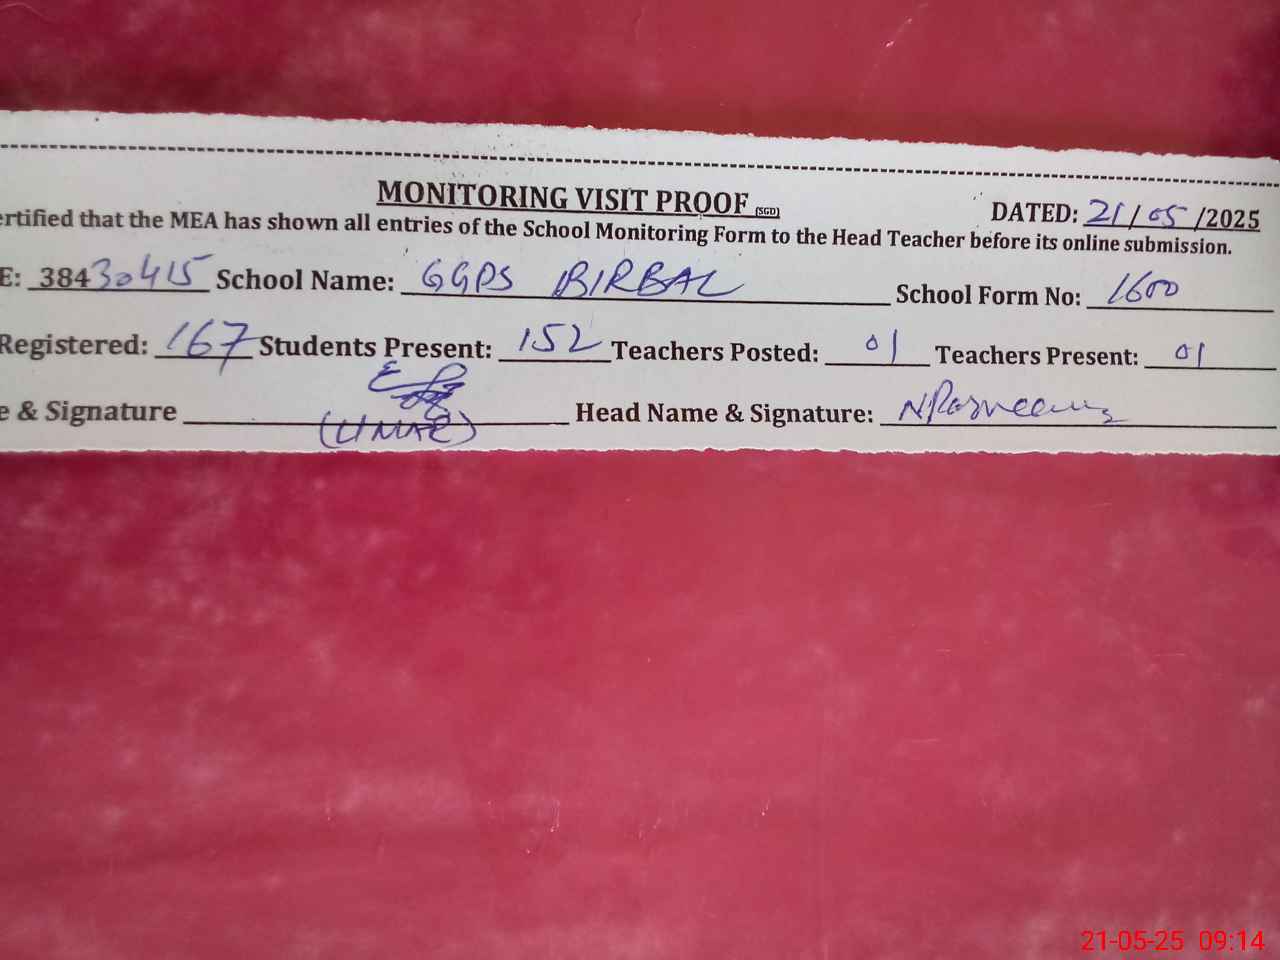 MONITORING VISIT PROOF (SGD) DATED: 21/05/2025
ertified that the MEA has shown all entries of the School Monitoring Form to the Head Teacher before its online submission.
E: 38430415 School Name: GGPS BIRBAL School Form No: 1600
Registered: 167 Students Present: 152 Teachers Posted: 01 Teachers Present: 01
e & Signature (UMAR) Head Name & Signature:
21-05-25 09:14